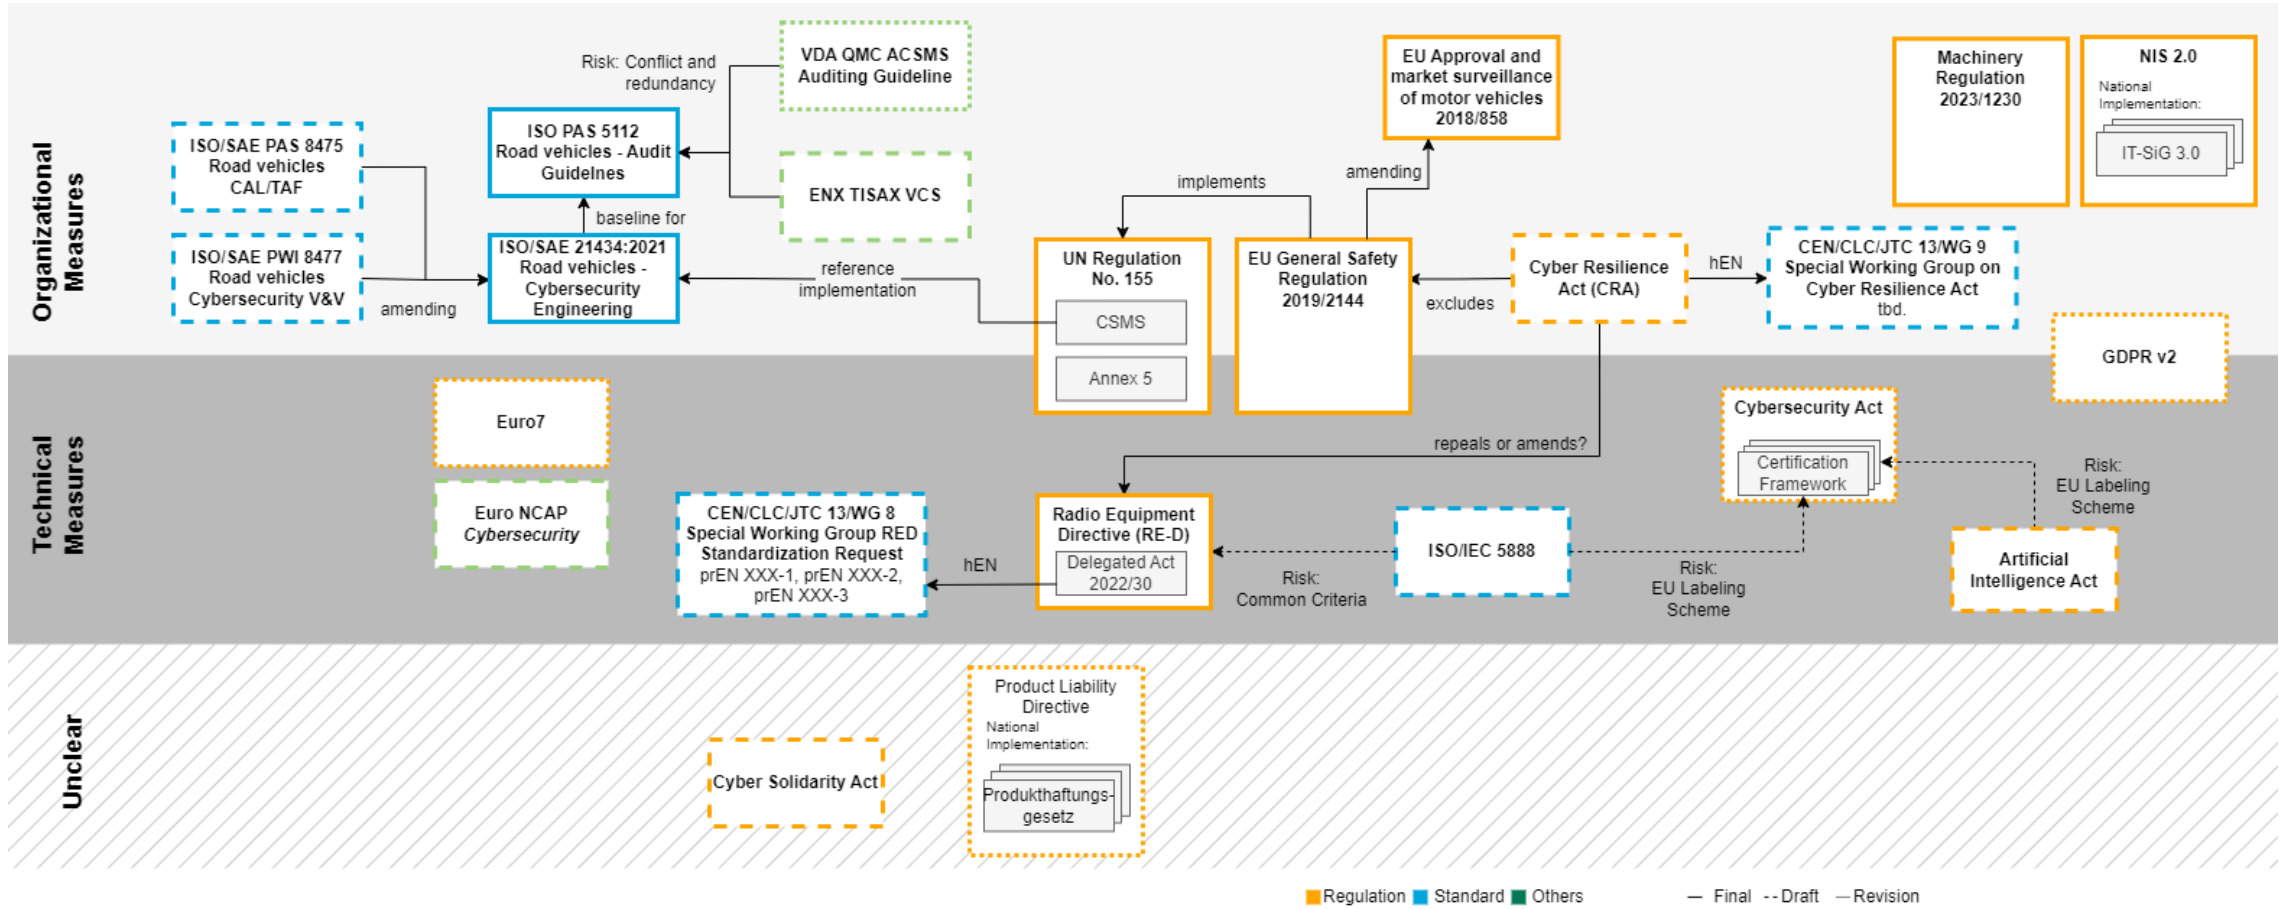 Organizational
Measures
ISO/SAE PAS 8475
Road vehicles
CAL/TAF
ISO/SAE PWI 8477
Road vehicles
Cybersecurity V&V
amending
ISO PAS 5112
Road vehicles - Audit
Guidelnes
baseline for
ISO/SAE 21434:2021
Road vehicles -
Cybersecurity
Engineering
Risk: Conflict and
redundancy
VDA QMC ACSMS
Auditing Guideline
ENX TISAX VCS
reference
implementation
implements
UN Regulation
No. 155
CSMS
Annex 5
EU General Safety
Regulation
2019/2144
amending
EU Approval and
market surveillance
of motor vehicles
2018/858
excludes
Cyber Resilience
Act (CRA)
hEN
CEN/CLC/JTC 13/WG 9
Special Working Group on
Cyber Resilience Act
tbd.
Machinery
Regulation
2023/1230
NIS 2.0
National
Implementation:
IT-SiG 3.0
GDPR v2
Technical
Measures
Euro7
Euro NCAP
Cybersecurity
CEN/CLC/JTC 13/WG 8
Special Working Group RED
Standardization Request
prEN XXX-1, prEN XXX-2,
prEN XXX-3
hEN
repeals or amends?
Radio Equipment
Directive (RE-D)
Delegated Act
2022/30
Risk:
Common Criteria
ISO/IEC 5888
Risk:
EU Labeling
Scheme
Cybersecurity Act
Certification
Framework
Risk:
EU Labeling
Scheme
Artificial
Intelligence Act
Unclear
Cyber Solidarity Act
Product Liability
Directive
National
Implementation:
Produkthaftungs-
gesetz
Regulation Standard Others
Final Draft Revision